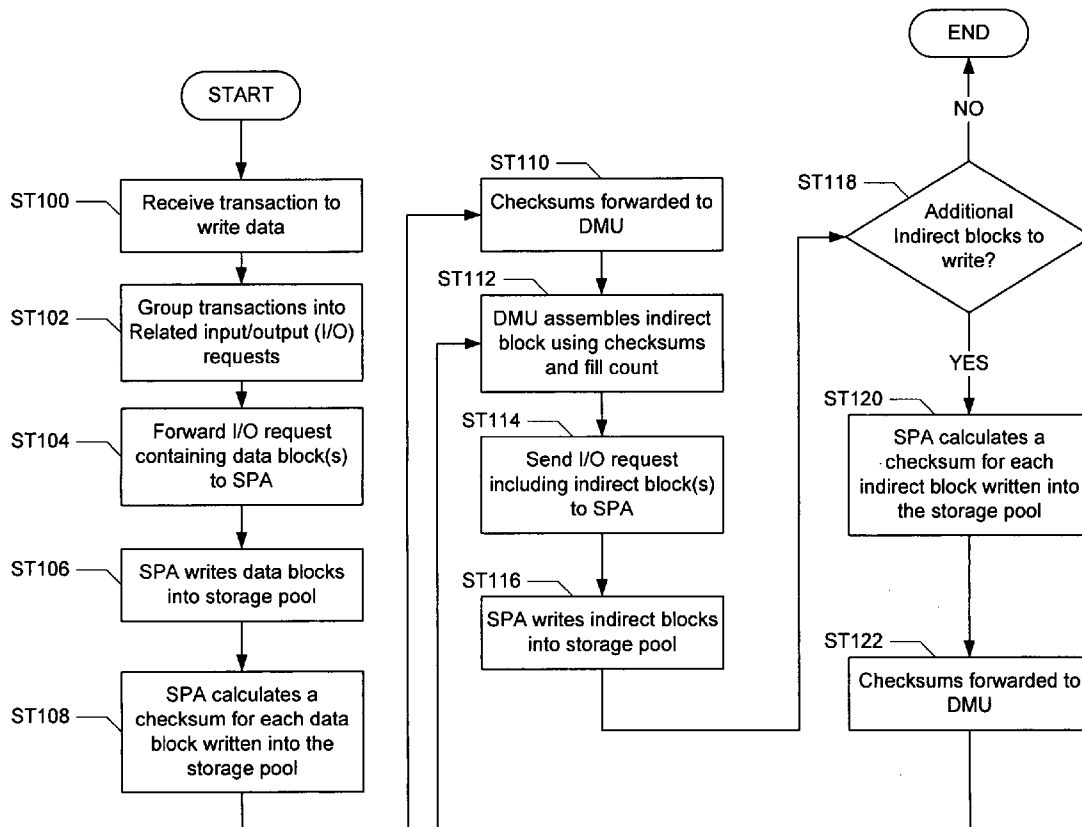 START
ST100
Receive transaction to
write data
ST102
Group transactions into
Related input/output (I/O)
requests
ST104
Forward I/O request
containing data block(s)
to SPA
ST106
SPA writes data blocks
into storage pool
ST108
SPA calculates a
checksum for each data
block written into the
storage pool
ST110
Checksums forwarded to
DMU
ST112
DMU assembles indirect
block using checksums
and fill count
ST114
Send I/O request
including indirect block(s)
to SPA
ST116
SPA writes indirect blocks
into storage pool
END
NO
ST118
Additional
Indirect blocks to
write?
YES
ST120
SPA calculates a
checksum for each
indirect block written into
the storage pool
ST122
Checksums forwarded to
DMU